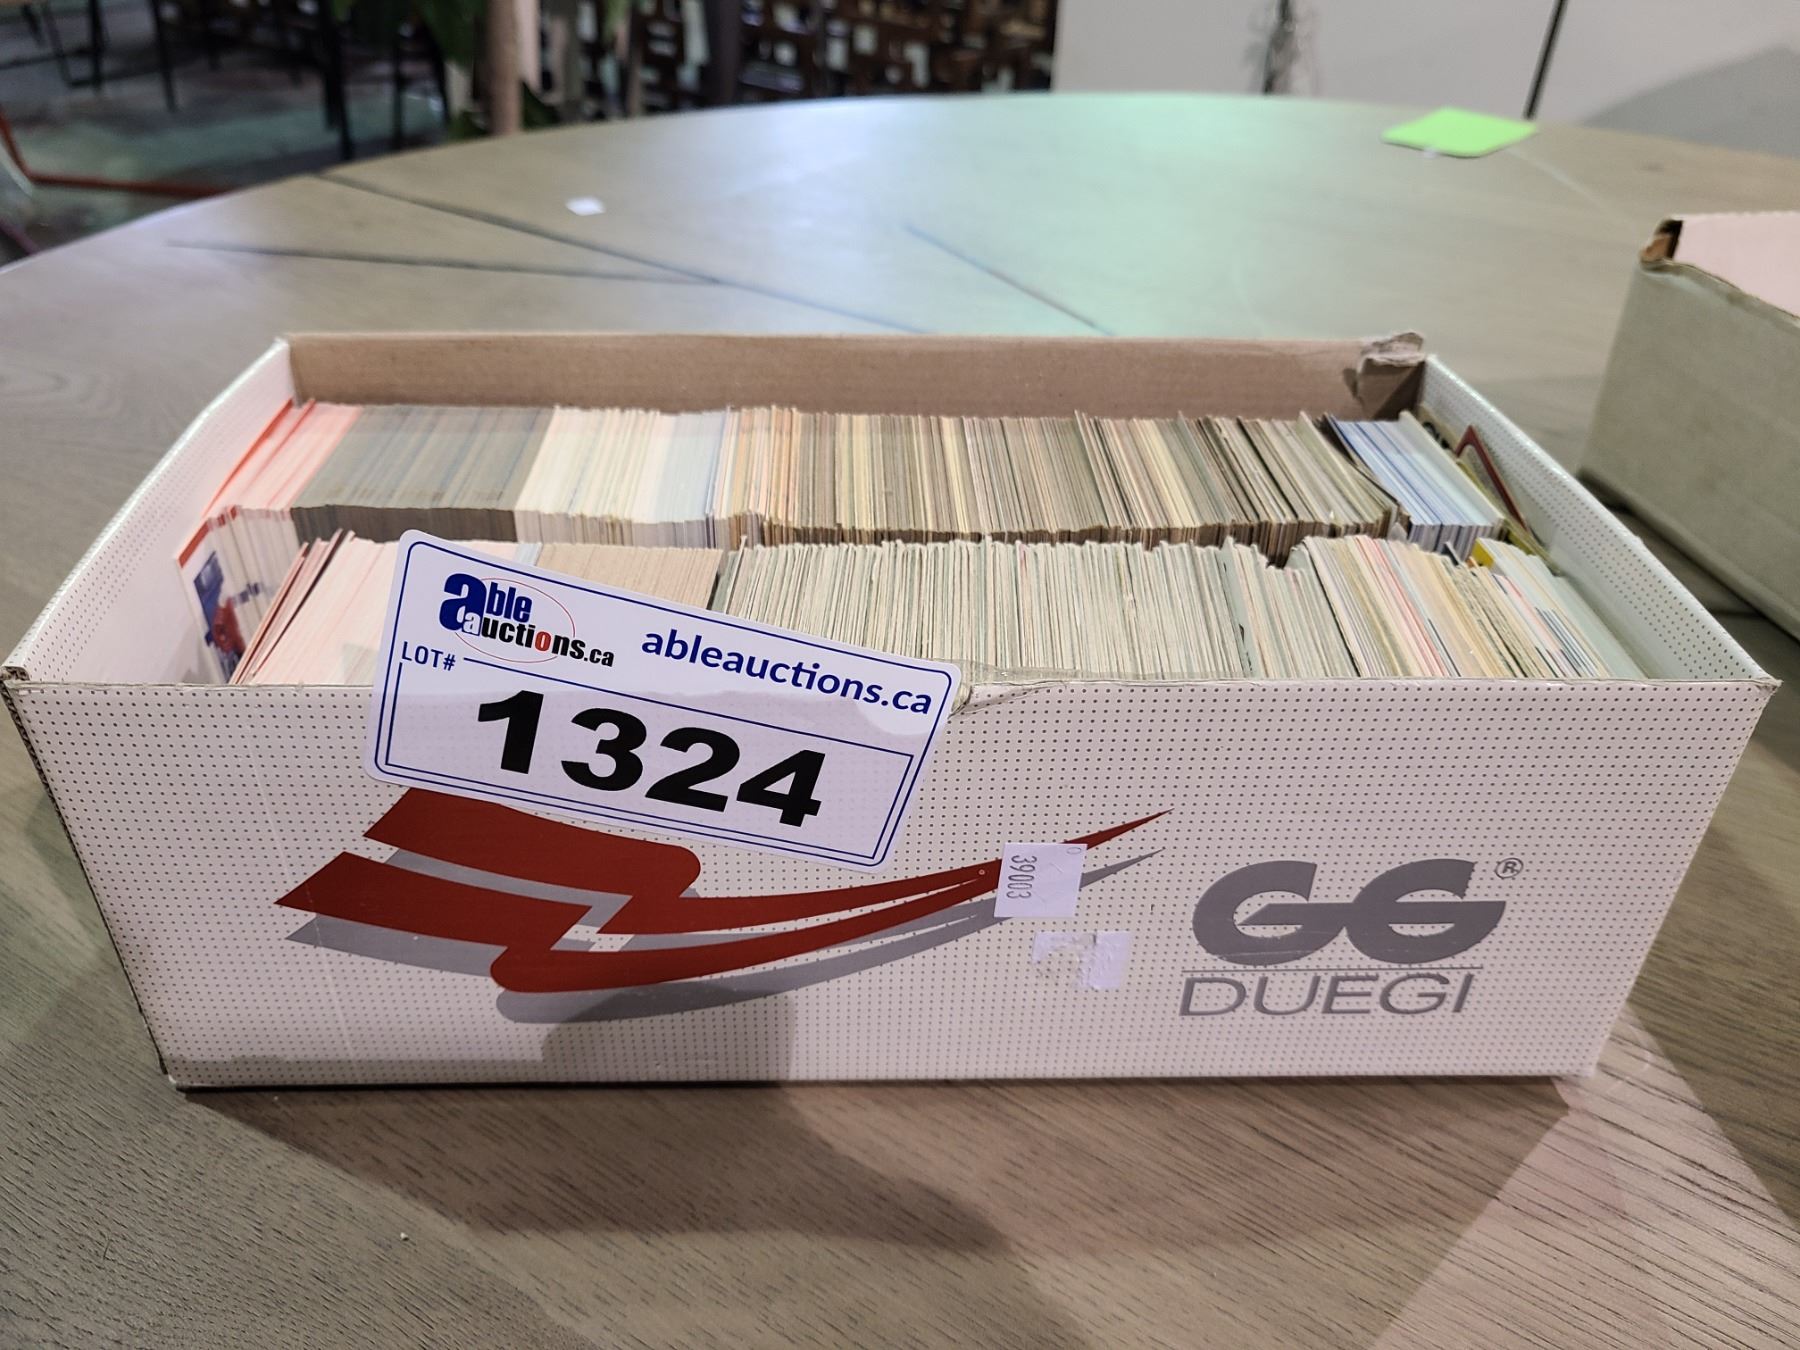 able
auctions.ca
ableauctions.ca
LOT#
1324
39003
GG®
DUEGI